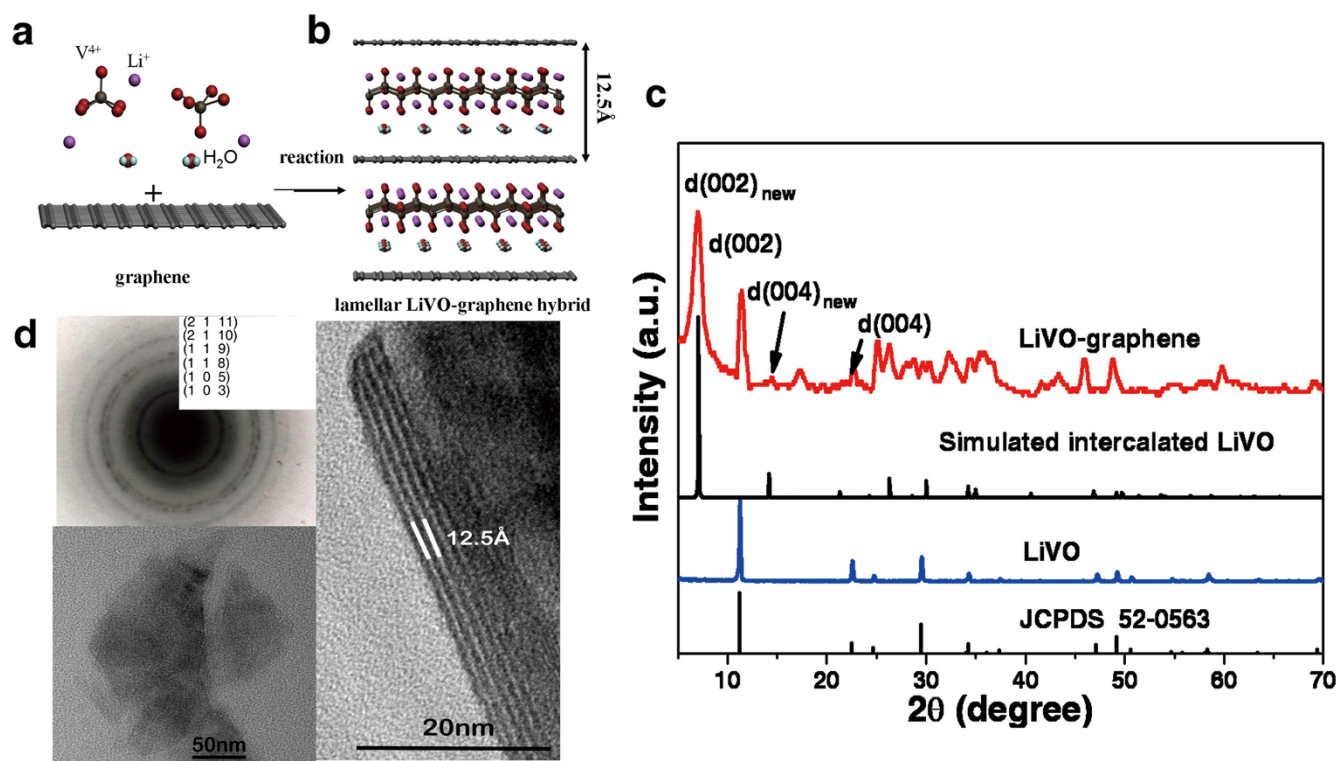 a
V⁴⁺
Li⁺
H₂O
+
graphene
reaction
b
12.5Å
lamellar LiVO-graphene hybrid
c
d(002)new
d(002)
d(004)new
d(004)
LiVO-graphene
Simulated intercalated LiVO
LiVO
JCPDS 52-0563
Intensity (a.u.)
10 20 30 40 50 60 70
2θ (degree)
d
(2 1 11)
(2 1 10)
(1 1 9)
(1 1 8)
(1 0 5)
(1 0 3)
50nm
12.5Å
20nm